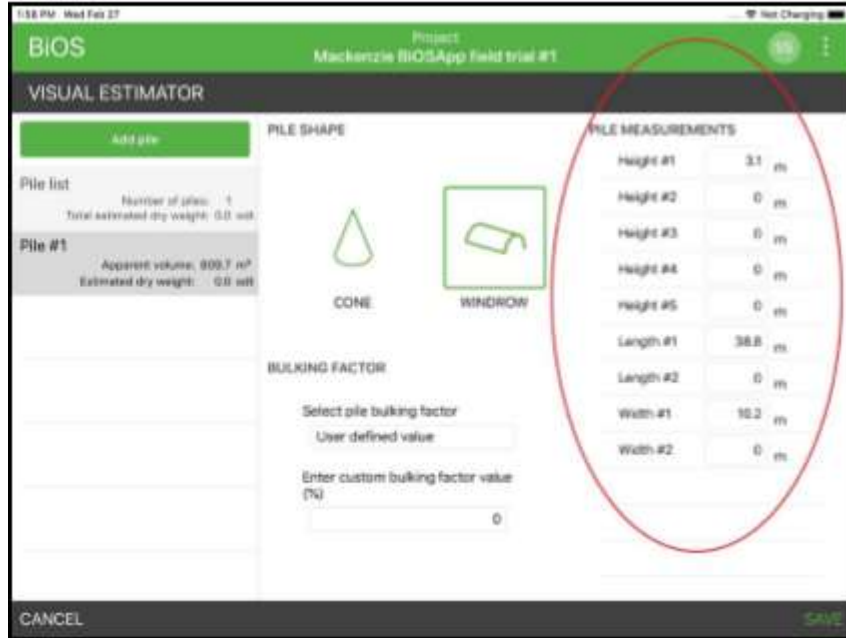 1:58 PM Wed Feb 27
Not Charging
BiOS
Project
Mackenzie BiOSApp field trial #1
VISUAL ESTIMATOR
Add pile
Pile list
Number of piles: 1
Total estimated dry weight: 0.0 odt
Pile #1
Apparent volume: 809.7 m³
Estimated dry weight: 0.0 odt
PILE SHAPE
CONE
WINDROW
BULKING FACTOR
Select pile bulking factor
User defined value
Enter custom bulking factor value
(%)
0
PILE MEASUREMENTS
Height #1 3.1 m
Height #2 0 m
Height #3 0 m
Height #4 0 m
Height #5 0 m
Length #1 38.8 m
Length #2 0 m
Width #1 10.2 m
Width #2 0 m
CANCEL
SAVE